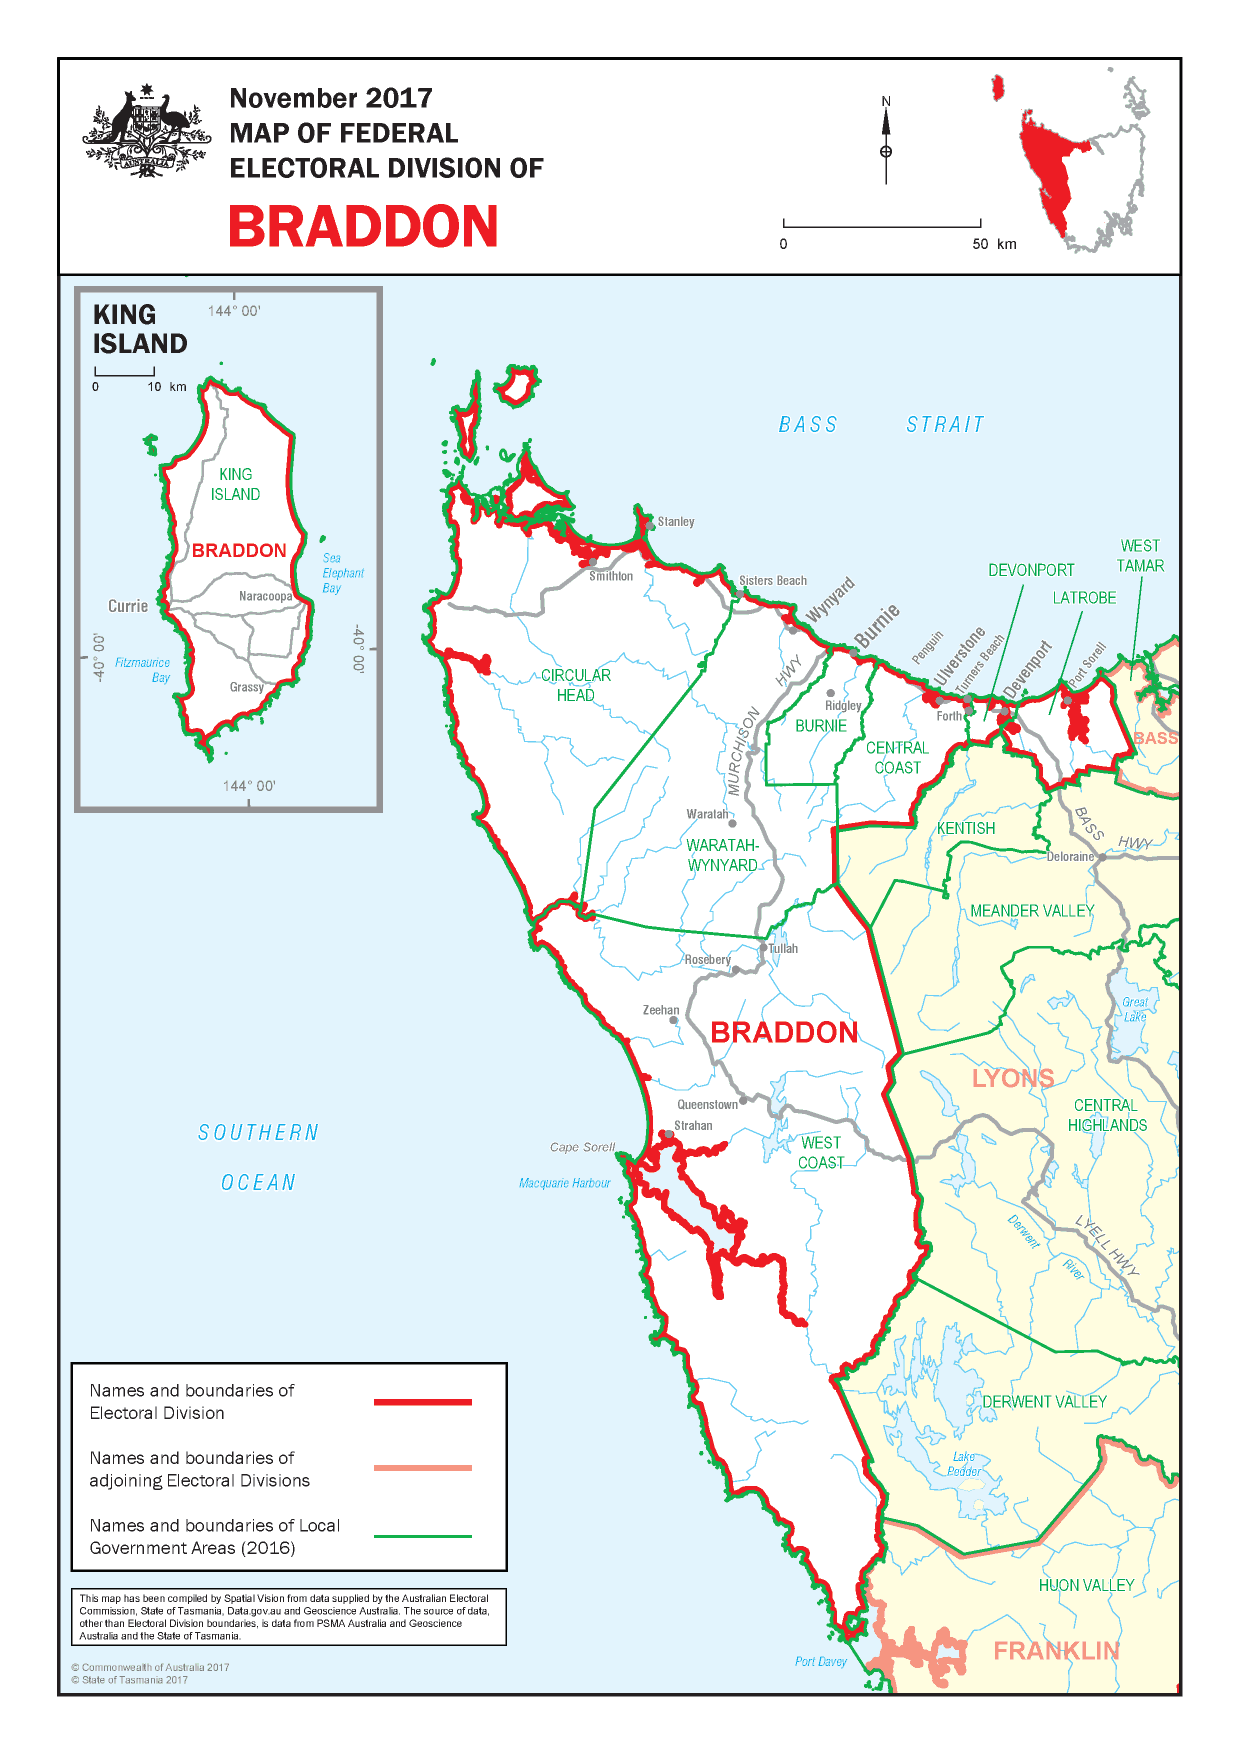 November 2017
MAP OF FEDERAL
ELECTORAL DIVISION OF
BRADDON
AUSTRALIA
N
0 50 km
KING
ISLAND
144° 00'
0 10 km
KING
ISLAND
BRADDON
Sea
Elephant
Bay
Naracoopa
Currie
-40° 00'
-40° 00'
Fitzmaurice
Bay
Grassy
144° 00'
BASS STRAIT
Stanley
Smithton
Sisters Beach
Wynyard
Burnie
Penguin
Ulverstone
Turners Beach
Devenport
Port Sorell
DEVONPORT
LATROBE
WEST
TAMAR
CIRCULAR
HEAD
HWY
MURCHISON
Ridgley
BURNIE
Forth
CENTRAL
COAST
BASS
Waratah
WARATAH-
WYNYARD
KENTISH
BASS
HWY
Deloraine
MEANDER VALLEY
Tullah
Rosebery
Zeehan
BRADDON
Great
Lake
LYONS
Queenstown
CENTRAL
HIGHLANDS
Strahan
Cape Sorell
WEST
COAST
Macquarie Harbour
SOUTHERN
OCEAN
Derwent
River
LYELL HWY
DERWENT VALLEY
Lake
Pedder
HUON VALLEY
FRANKLIN
Port Davey
Names and boundaries of
Electoral Division
Names and boundaries of
adjoining Electoral Divisions
Names and boundaries of Local
Government Areas (2016)
This map has been compiled by Spatial Vision from data supplied by the Australian Electoral
Commission, State of Tasmania, Data.gov.au and Geoscience Australia. The source of data,
other than Electoral Division boundaries, is data from PSMA Australia and Geoscience
Australia and the State of Tasmania.
© Commonwealth of Australia 2017
© State of Tasmania 2017